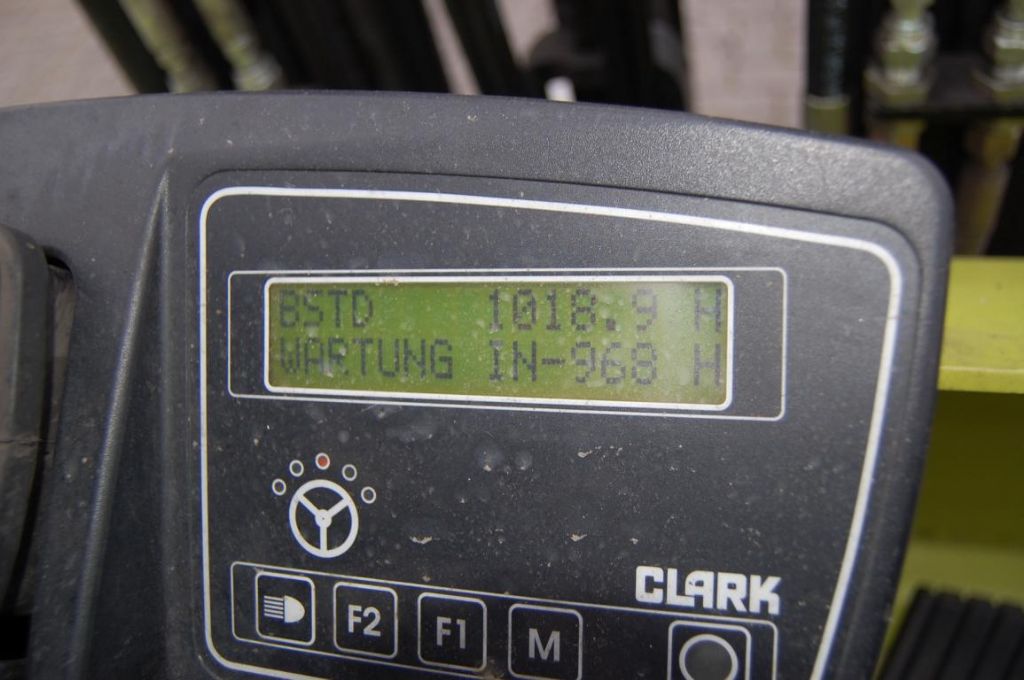 BSTD 1018.9 H
WARTUNG IN-968 H
CLARK
F2 F1 M